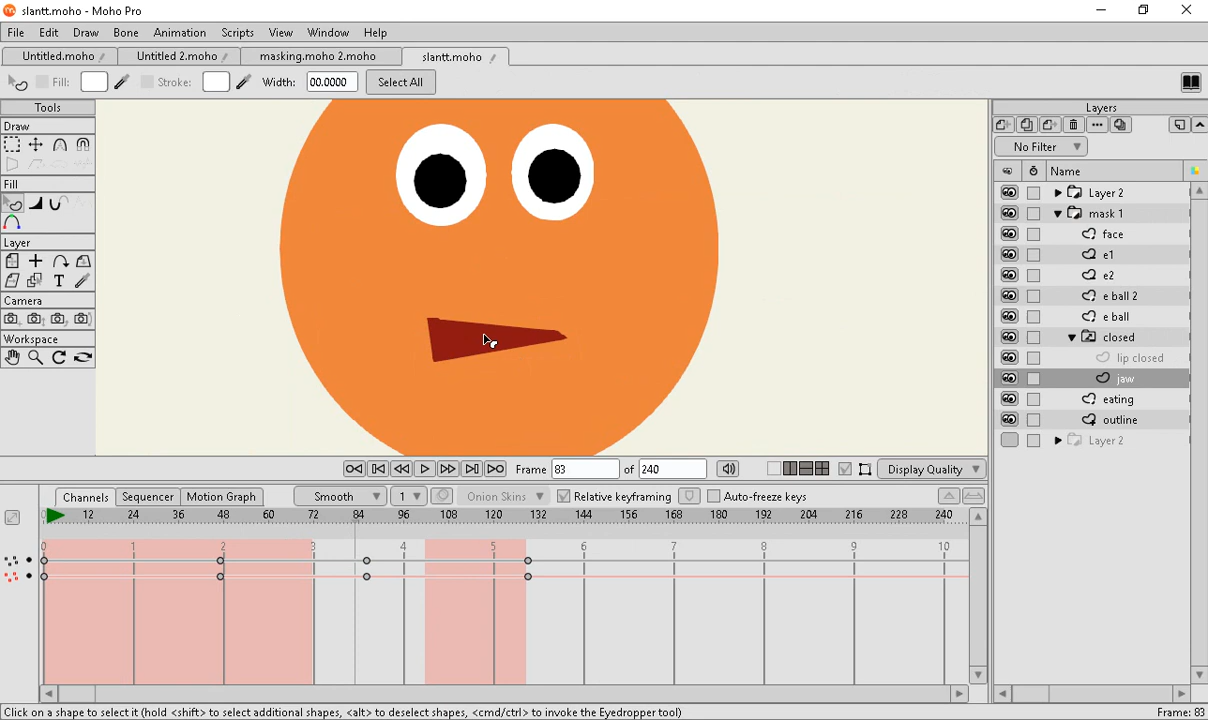 slantt.moho - Moho Pro
File Edit Draw Bone Animation Scripts View Window Help
Untitled.moho Untitled 2.moho masking.moho 2.moho slantt.moho
Fill: Stroke: Width: 00.0000 Select All
Tools
Draw
Fill
Layer
Camera
Workspace
Layers
No Filter
Name
Layer 2
mask 1
face
e1
e2
e ball 2
e ball
closed
lip closed
jaw
eating
outline
Layer 2
Frame 83 of 240 Display Quality
Channels Sequencer Motion Graph Smooth 1 Onion Skins Relative keyframing Auto-freeze keys
0 12 24 36 48 60 72 84 96 108 120 132 144 156 168 180 192 204 216 228 240
0 1 2 3 4 5 6 7 8 9 10
Click on a shape to select it (hold <shift> to select additional shapes, <alt> to deselect shapes, <cmd/ctrl> to invoke the Eyedropper tool) Frame: 83